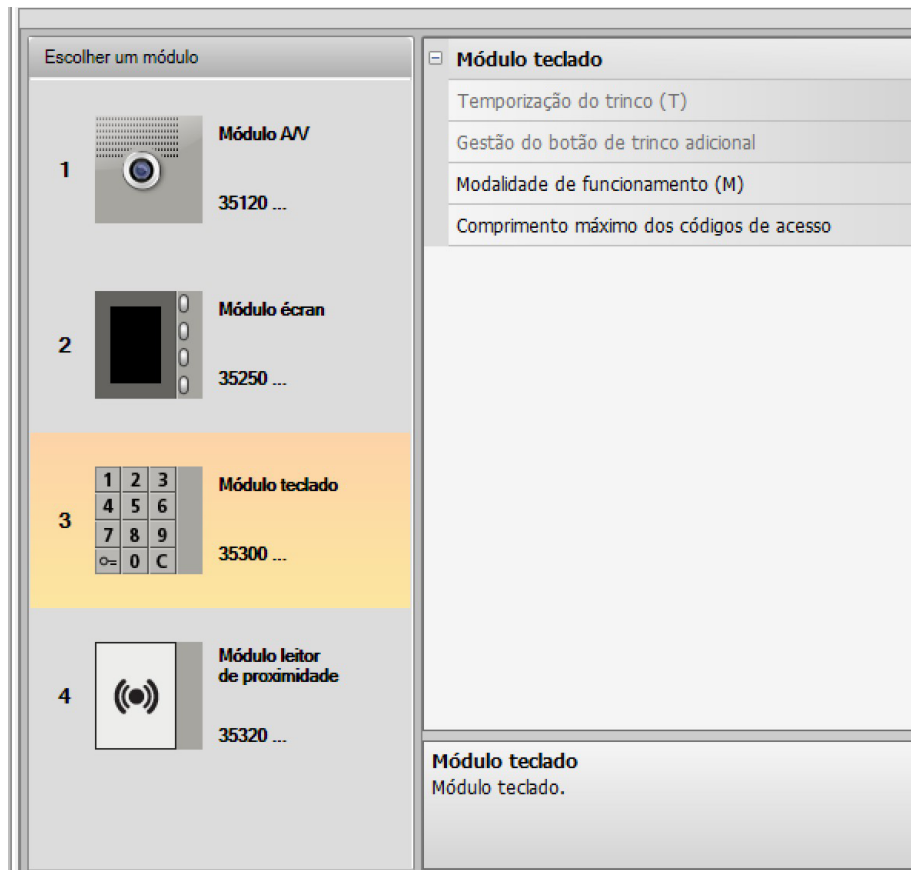 Escolher um módulo
1
Módulo A/V
35120 ...
2
Módulo écran
35250 ...
3
1 2 3
4 5 6
7 8 9
0 C
Módulo teclado
35300 ...
4
Módulo leitor
de proximidade
35320 ...
Módulo teclado
Temporização do trinco (T)
Gestão do botão de trinco adicional
Modalidade de funcionamento (M)
Comprimento máximo dos códigos de acesso
Módulo teclado
Módulo teclado.